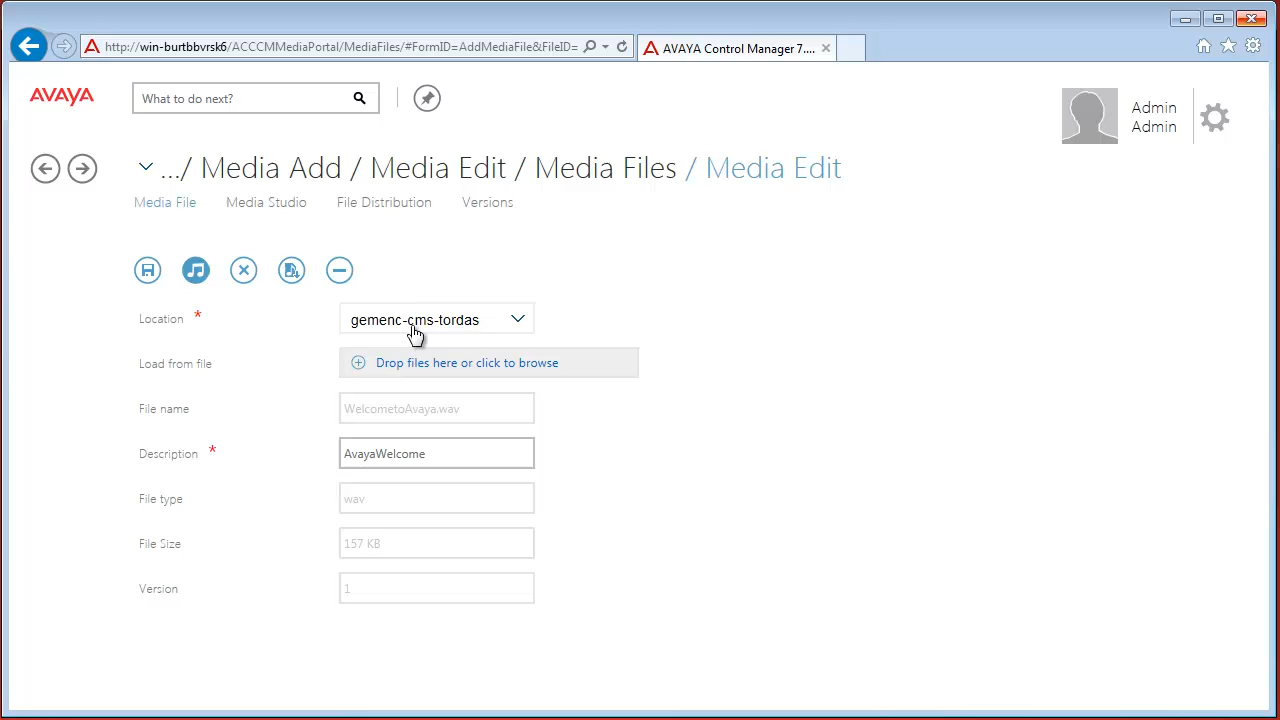 http://win-burtbbvrsk6/ACCCMMediaPortal/MediaFiles/#FormID=AddMediaFile&FileID=
AVAYA Control Manager 7....
AVAYA
What to do next?
Admin
Admin
.../ Media Add / Media Edit / Media Files / Media Edit
Media File Media Studio File Distribution Versions
Location * gemenc-cms-tordas
Load from file Drop files here or click to browse
File name WelcometoAvaya.wav
Description * AvayaWelcome
File type wav
File Size 157 KB
Version 1